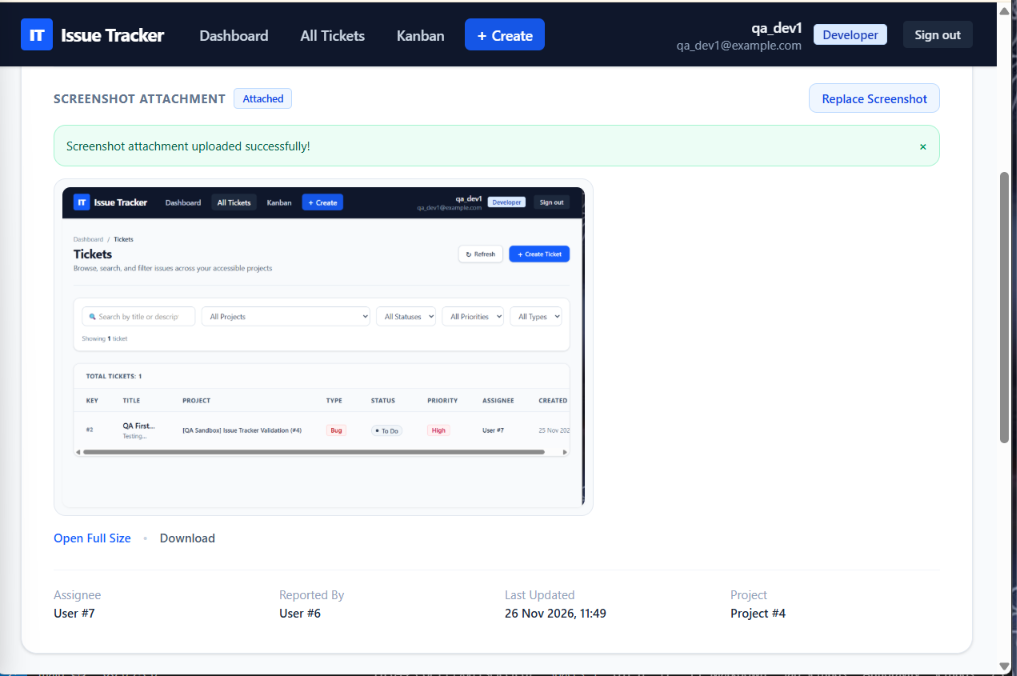 IT Issue Tracker Dashboard All Tickets Kanban + Create qa_dev1 Developer Sign out
qa_dev1@example.com
SCREENSHOT ATTACHMENT Attached Replace Screenshot
Screenshot attachment uploaded successfully! ×
IT Issue Tracker Dashboard All Tickets Kanban + Create qa_dev1 Developer Sign out
qa_dev1@example.com
Dashboard / Tickets
Tickets ↻ Refresh + Create Ticket
Browse, search, and filter issues across your accessible projects
Search by title or descrip All Projects All Statuses All Priorities All Types
Showing 1 ticket
TOTAL TICKETS: 1
KEY TITLE PROJECT TYPE STATUS PRIORITY ASSIGNEE CREATED
QA First...
#2 [QA Sandbox] Issue Tracker Validation (#4) Bug • To Do High User #7 25 Nov 202
Testing...
Open Full Size • Download
Assignee Reported By Last Updated Project
User #7 User #6 26 Nov 2026, 11:49 Project #4